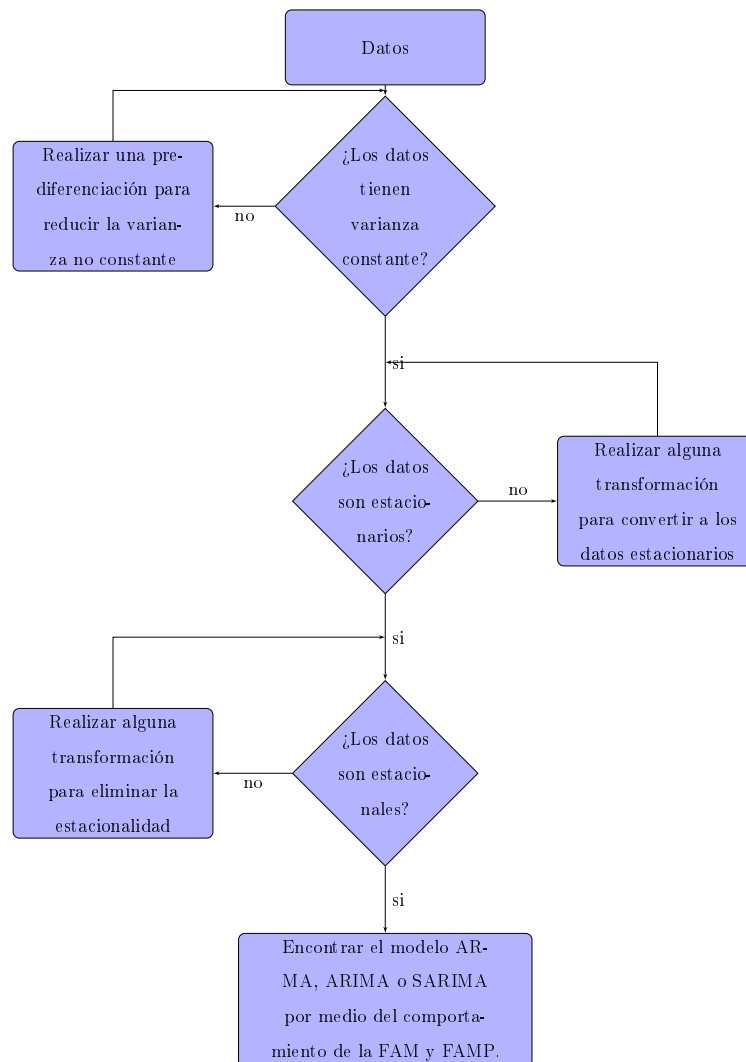 Datos
¿Los datos
tienen
varianza
constante?
no
Realizar una pre-
diferenciación para
reducir la varian-
za no constante
si
¿Los datos
son estacio-
narios?
no
Realizar alguna
transformación
para convertir a los
datos estacionarios
si
¿Los datos
son estacio-
nales?
no
Realizar alguna
transformación
para eliminar la
estacionalidad
si
Encontrar el modelo AR-
MA, ARIMA o SARIMA
por medio del comporta-
miento de la FAM y FAMP.